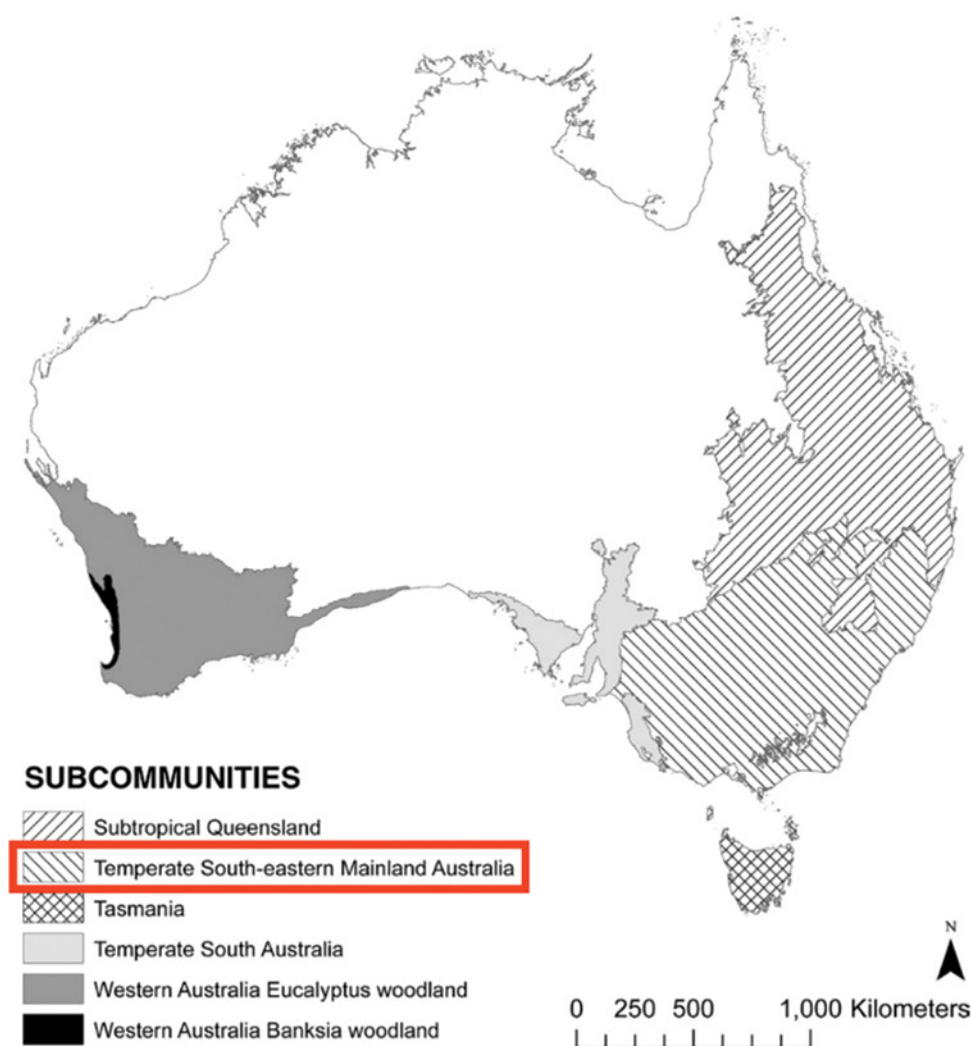 SUBCOMMUNITIES
Subtropical Queensland
Temperate South-eastern Mainland Australia
Tasmania
Temperate South Australia
Western Australia Eucalyptus woodland
Western Australia Banksia woodland
N
0 250 500 1,000 Kilometers